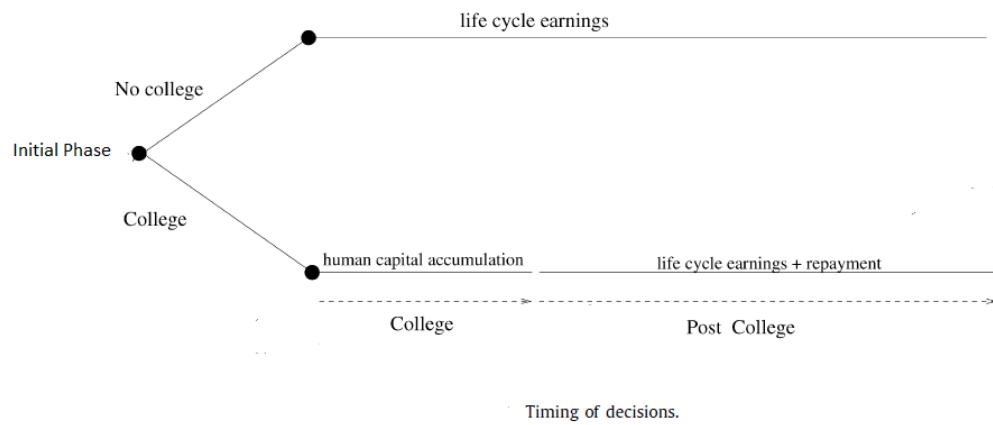 life cycle earnings
No college
Initial Phase
College
human capital accumulation
life cycle earnings + repayment
College
Post College
Timing of decisions.